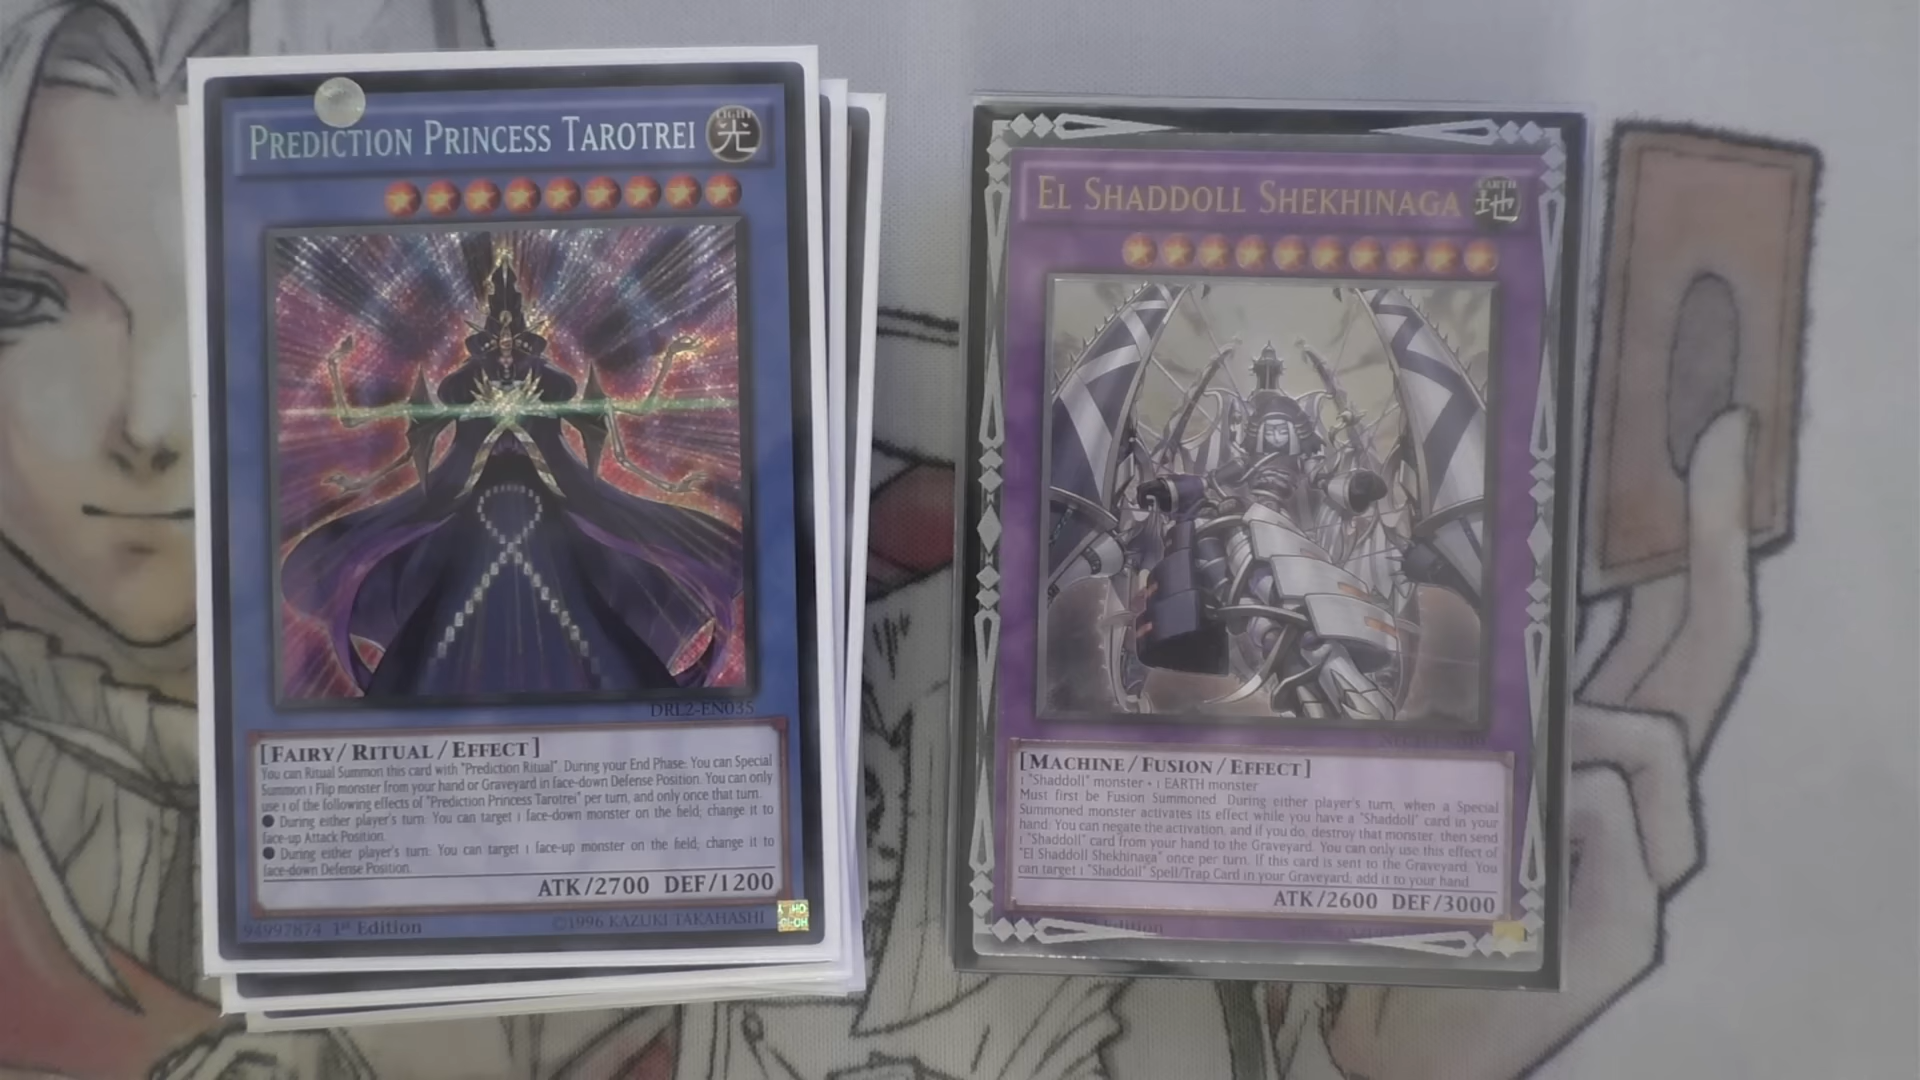 PREDICTION PRINCESS TAROTREI
LIGHT
光
DRL2-EN035
[FAIRY/RITUAL/EFFECT]
You can Ritual Summon this card with "Prediction Ritual". During your End Phase: You can Special
Summon 1 Flip monster from your hand or Graveyard in face-down Defense Position. You can only
use 1 of the following effects of "Prediction Princess Tarotrei" per turn, and only once that turn.
● During either player's turn: You can target 1 face-down monster on the field; change it to
face-up Attack Position.
● During either player's turn: You can target 1 face-up monster on the field; change it to
face-down Defense Position.
ATK/2700 DEF/1200
94997874 1st Edition
©1996 KAZUKI TAKAHASHI
EL SHADDOLL SHEKHINAGA
EARTH
地
[MACHINE/FUSION/EFFECT]
1 "Shaddoll" monster + 1 EARTH monster
Must first be Fusion Summoned. During either player's turn, when a Special
Summoned monster activates its effect while you have a "Shaddoll" card in your
hand: You can negate the activation, and if you do, destroy that monster, then send
1 "Shaddoll" card from your hand to the Graveyard. You can only use this effect of
"El Shaddoll Shekhinaga" once per turn. If this card is sent to the Graveyard: You
can target 1 "Shaddoll" Spell/Trap Card in your Graveyard; add it to your hand.
ATK/2600 DEF/3000
Edition